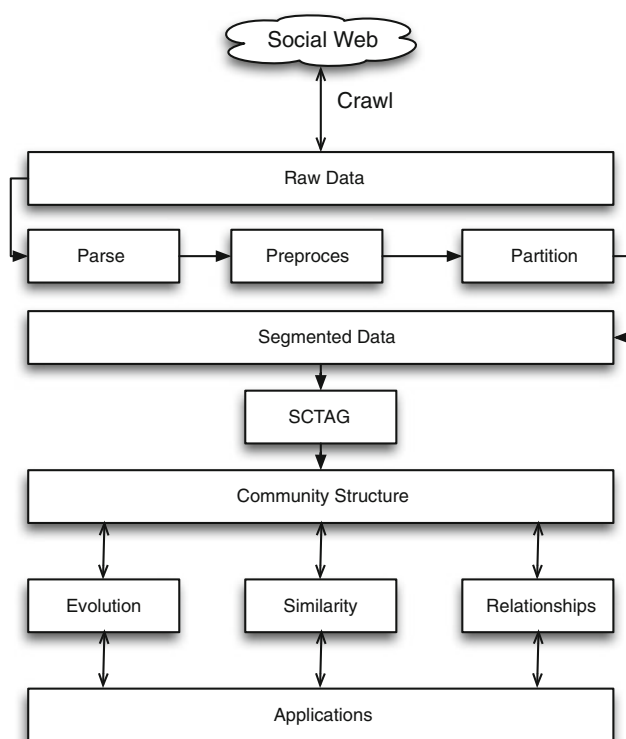 Social Web
Crawl
Raw Data
Parse
Preproces
Partition
Segmented Data
SCTAG
Community Structure
Evolution
Similarity
Relationships
Applications